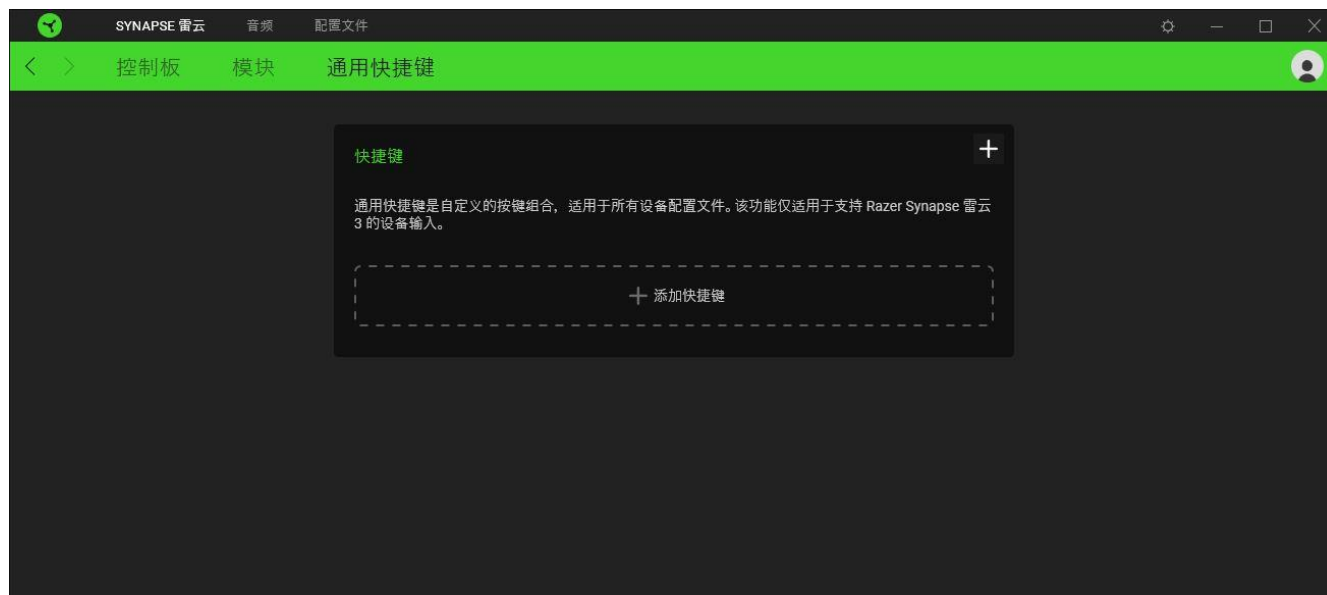 SYNAPSE 雷云 音频 配置文件
控制板 模块 通用快捷键
快捷键
通用快捷键是自定义的按键组合，适用于所有设备配置文件。该功能仅适用于支持 Razer Synapse 雷云
3 的设备输入。
添加快捷键